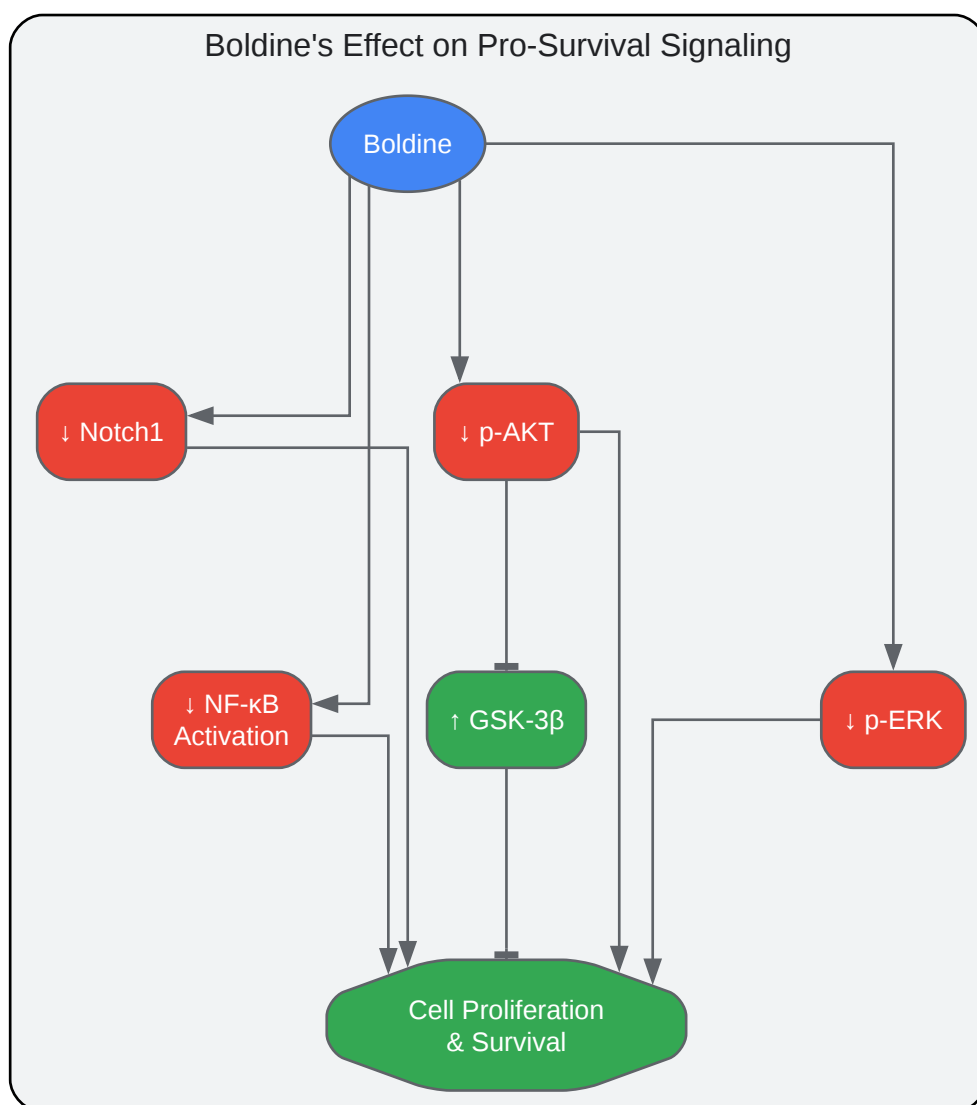 Boldine's Effect on Pro-Survival Signaling
Boldine
↓ Notch1
↓ p-AKT
↓ NF-κB
Activation
↑ GSK-3β
↓ p-ERK
Cell Proliferation
& Survival